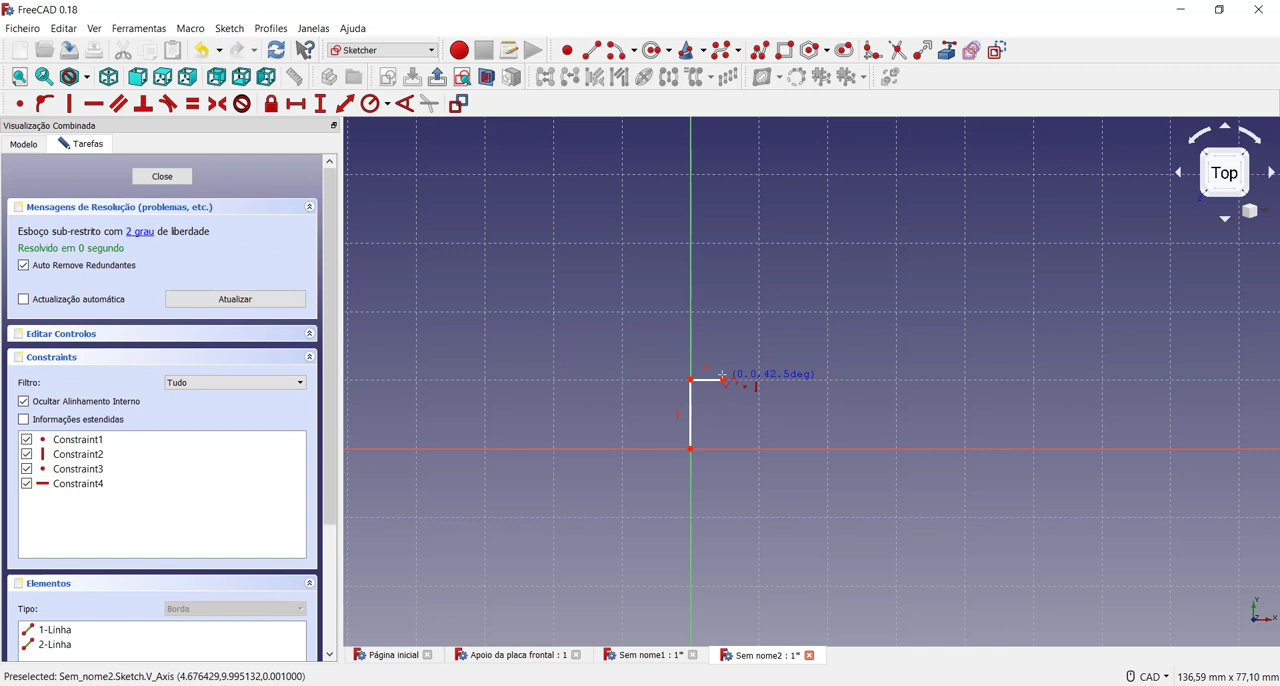 FreeCAD 0.18
Ficheiro Editar Ver Ferramentas Macro Sketch Profiles Janelas Ajuda
Sketcher
Visualização Combinada
Modelo Tarefas
Close
Mensagens de Resolução (problemas, etc.)
Esboço sub-restrito com 2 grau de liberdade
Resolvido em 0 segundo
Auto Remove Redundantes
Actualização automática Atualizar
Editar Controlos
Constraints
Filtro: Tudo
Ocultar Alinhamento Interno
Informações estendidas
Constraint1
Constraint2
Constraint3
Constraint4
Elementos
Tipo: Borda
1-Linha
2-Linha
(0.0,42.5deg)
Top
Z
Y
Z X
Página inicial Apoio da placa frontal : 1 Sem nome1 : 1* Sem nome2 : 1*
Preselected: Sem_nome2.Sketch.V_Axis (4.676429,9.995132,0.001000) CAD 136,59 mm x 77,10 mm